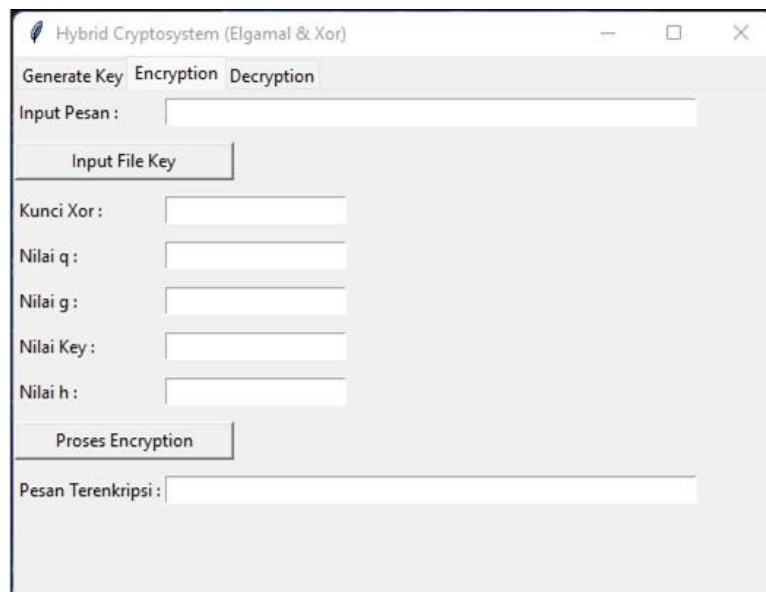 Hybrid Cryptosystem (Elgamal & Xor)
Generate Key Encryption Decryption
Input Pesan :
Input File Key
Kunci Xor :
Nilai q :
Nilai g :
Nilai Key :
Nilai h :
Proses Encryption
Pesan Terenkripsi :